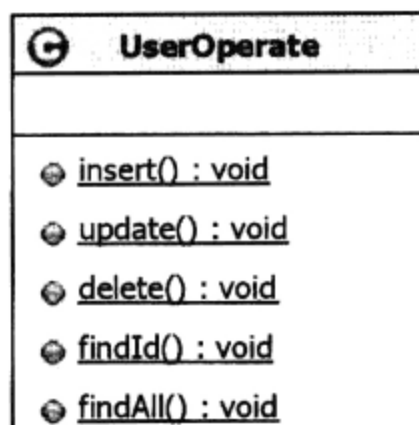 UserOperate
insert() : void
update() : void
delete() : void
findId() : void
findAll() : void